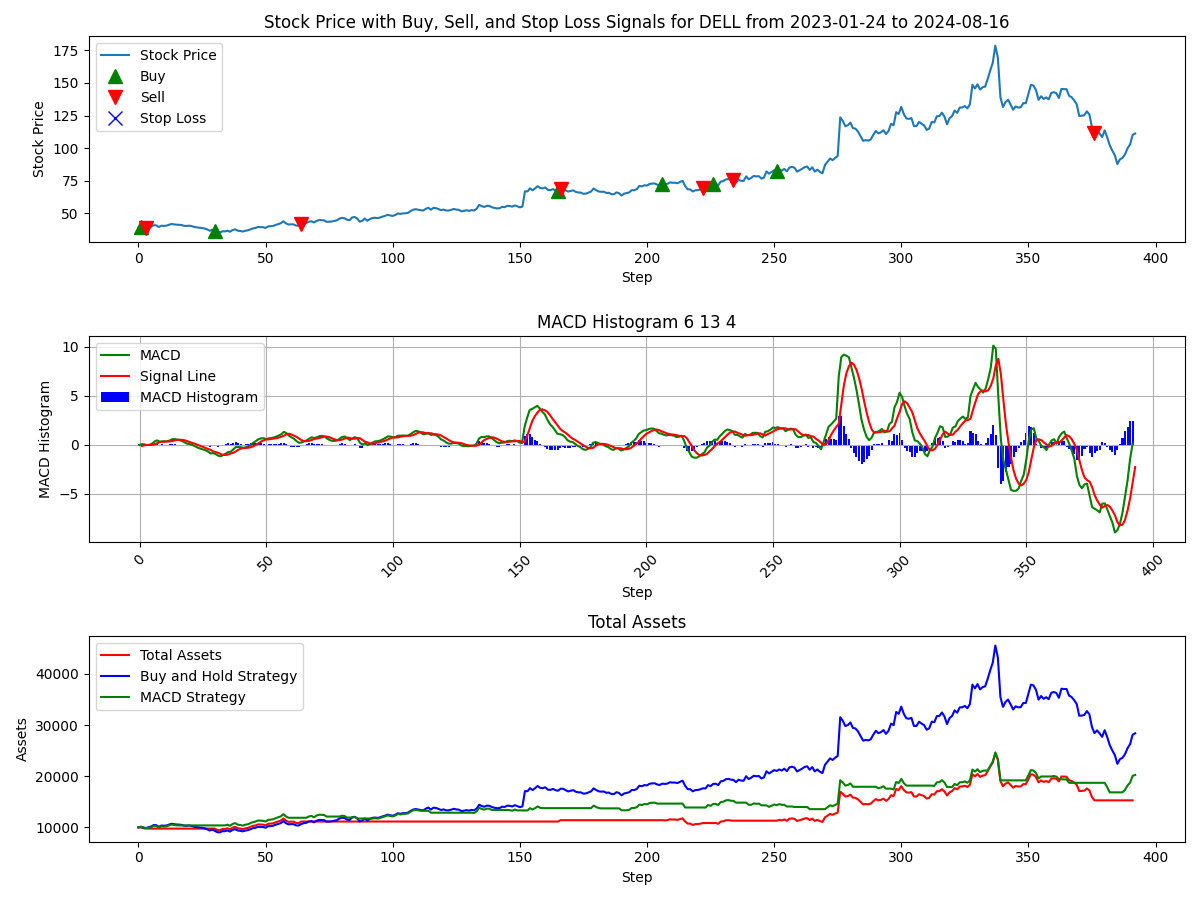 Stock Price with Buy, Sell, and Stop Loss Signals for DELL from 2023-01-24 to 2024-08-16
Stock Price
Buy
Sell
Stop Loss
Stock Price
175
150
125
100
75
50
0 50 100 150 200 250 300 350 400
Step
MACD Histogram 6 13 4
MACD
Signal Line
MACD Histogram
MACD Histogram
10
5
0
−5
0 50 100 150 200 250 300 350 400
Step
Total Assets
Total Assets
Buy and Hold Strategy
MACD Strategy
Assets
40000
30000
20000
10000
0 50 100 150 200 250 300 350 400
Step